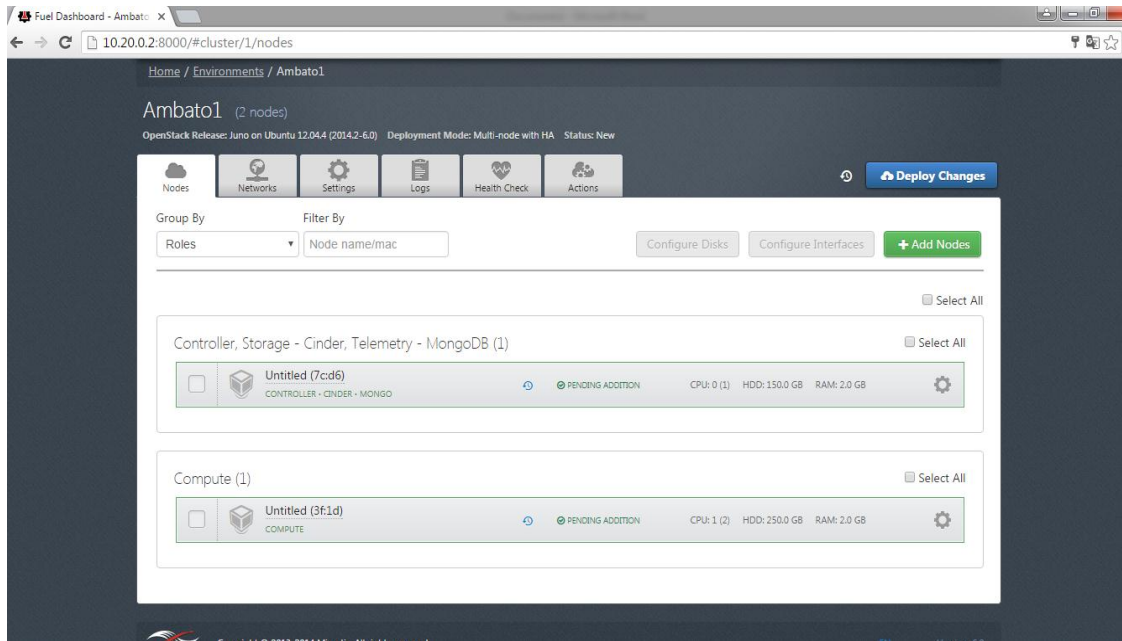 Fuel Dashboard - Ambato
10.20.0.2:8000/#cluster/1/nodes
Home / Environments / Ambato1
Ambato1 (2 nodes)
OpenStack Release: Juno on Ubuntu 12.04.4 (2014.2-6.0) Deployment Mode: Multi-node with HA Status: New
Nodes Networks Settings Logs Health Check Actions Deploy Changes
Group By Filter By
Roles Node name/mac Configure Disks Configure Interfaces + Add Nodes
Select All
Controller, Storage - Cinder, Telemetry - MongoDB (1) Select All
Untitled (7c:d6)
CONTROLLER · CINDER · MONGO
PENDING ADDITION CPU: 0 (1) HDD: 150.0 GB RAM: 2.0 GB
Compute (1) Select All
Untitled (3f:1d)
COMPUTE
PENDING ADDITION CPU: 1 (2) HDD: 250.0 GB RAM: 2.0 GB